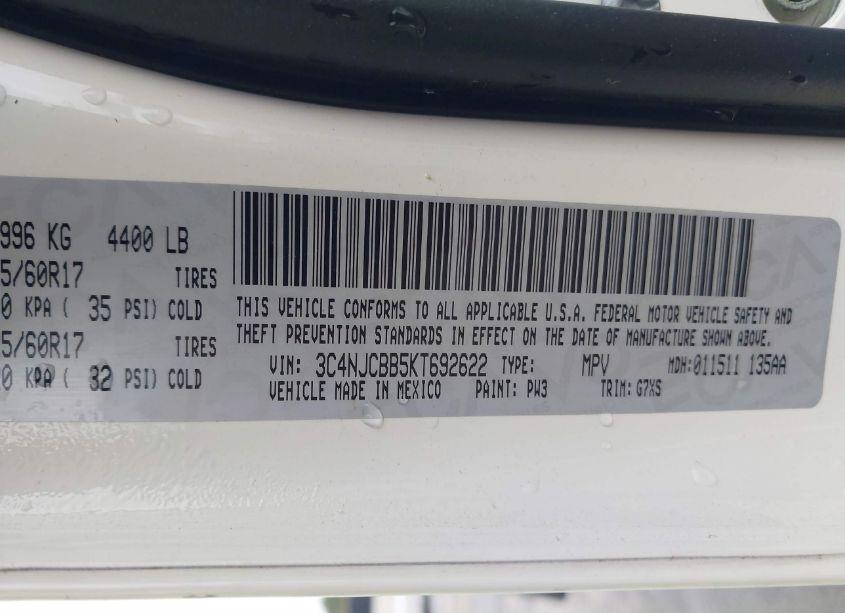 996 KG 4400 LB
5/60R17 TIRES
0 KPA ( 35 PSI) COLD
5/60R17 TIRES
0 KPA ( 32 PSI) COLD
THIS VEHICLE CONFORMS TO ALL APPLICABLE U.S.A. FEDERAL MOTOR VEHICLE SAFETY AND
THEFT PREVENTION STANDARDS IN EFFECT ON THE DATE OF MANUFACTURE SHOWN ABOVE.
VIN: 3C4NJCBB5KT692622 TYPE: MPV MDH:011511 135AA
VEHICLE MADE IN MEXICO PAINT: PW3 TRIM: G7XS